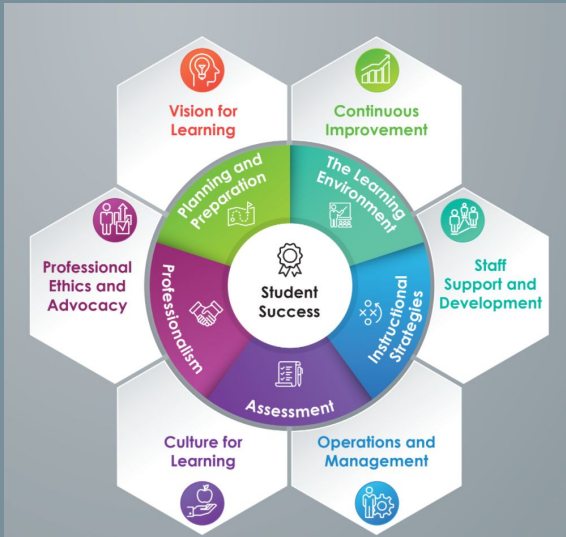 Vision for
Learning
Continuous
Improvement
Planning and
Preparation
The Learning
Environment
Professional
Ethics and
Advocacy
Staff
Support and
Development
Student
Success
Professionalism
Instructional
Strategies
Assessment
Culture for
Learning
Operations and
Management